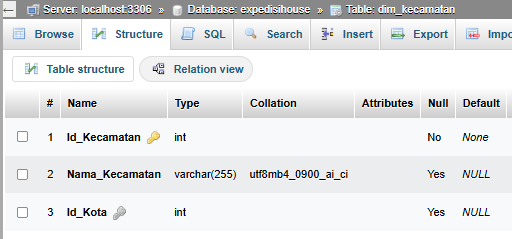 Server: localhost:3306 » Database: expedisihouse » Table: dim_kecamatan
Browse Structure SQL Search Insert Export
Table structure Relation view
# Name Type Collation Attributes Null Default
1 Id_Kecamatan int No None
2 Nama_Kecamatan varchar(255) utf8mb4_0900_ai_ci Yes NULL
3 Id_Kota int Yes NULL